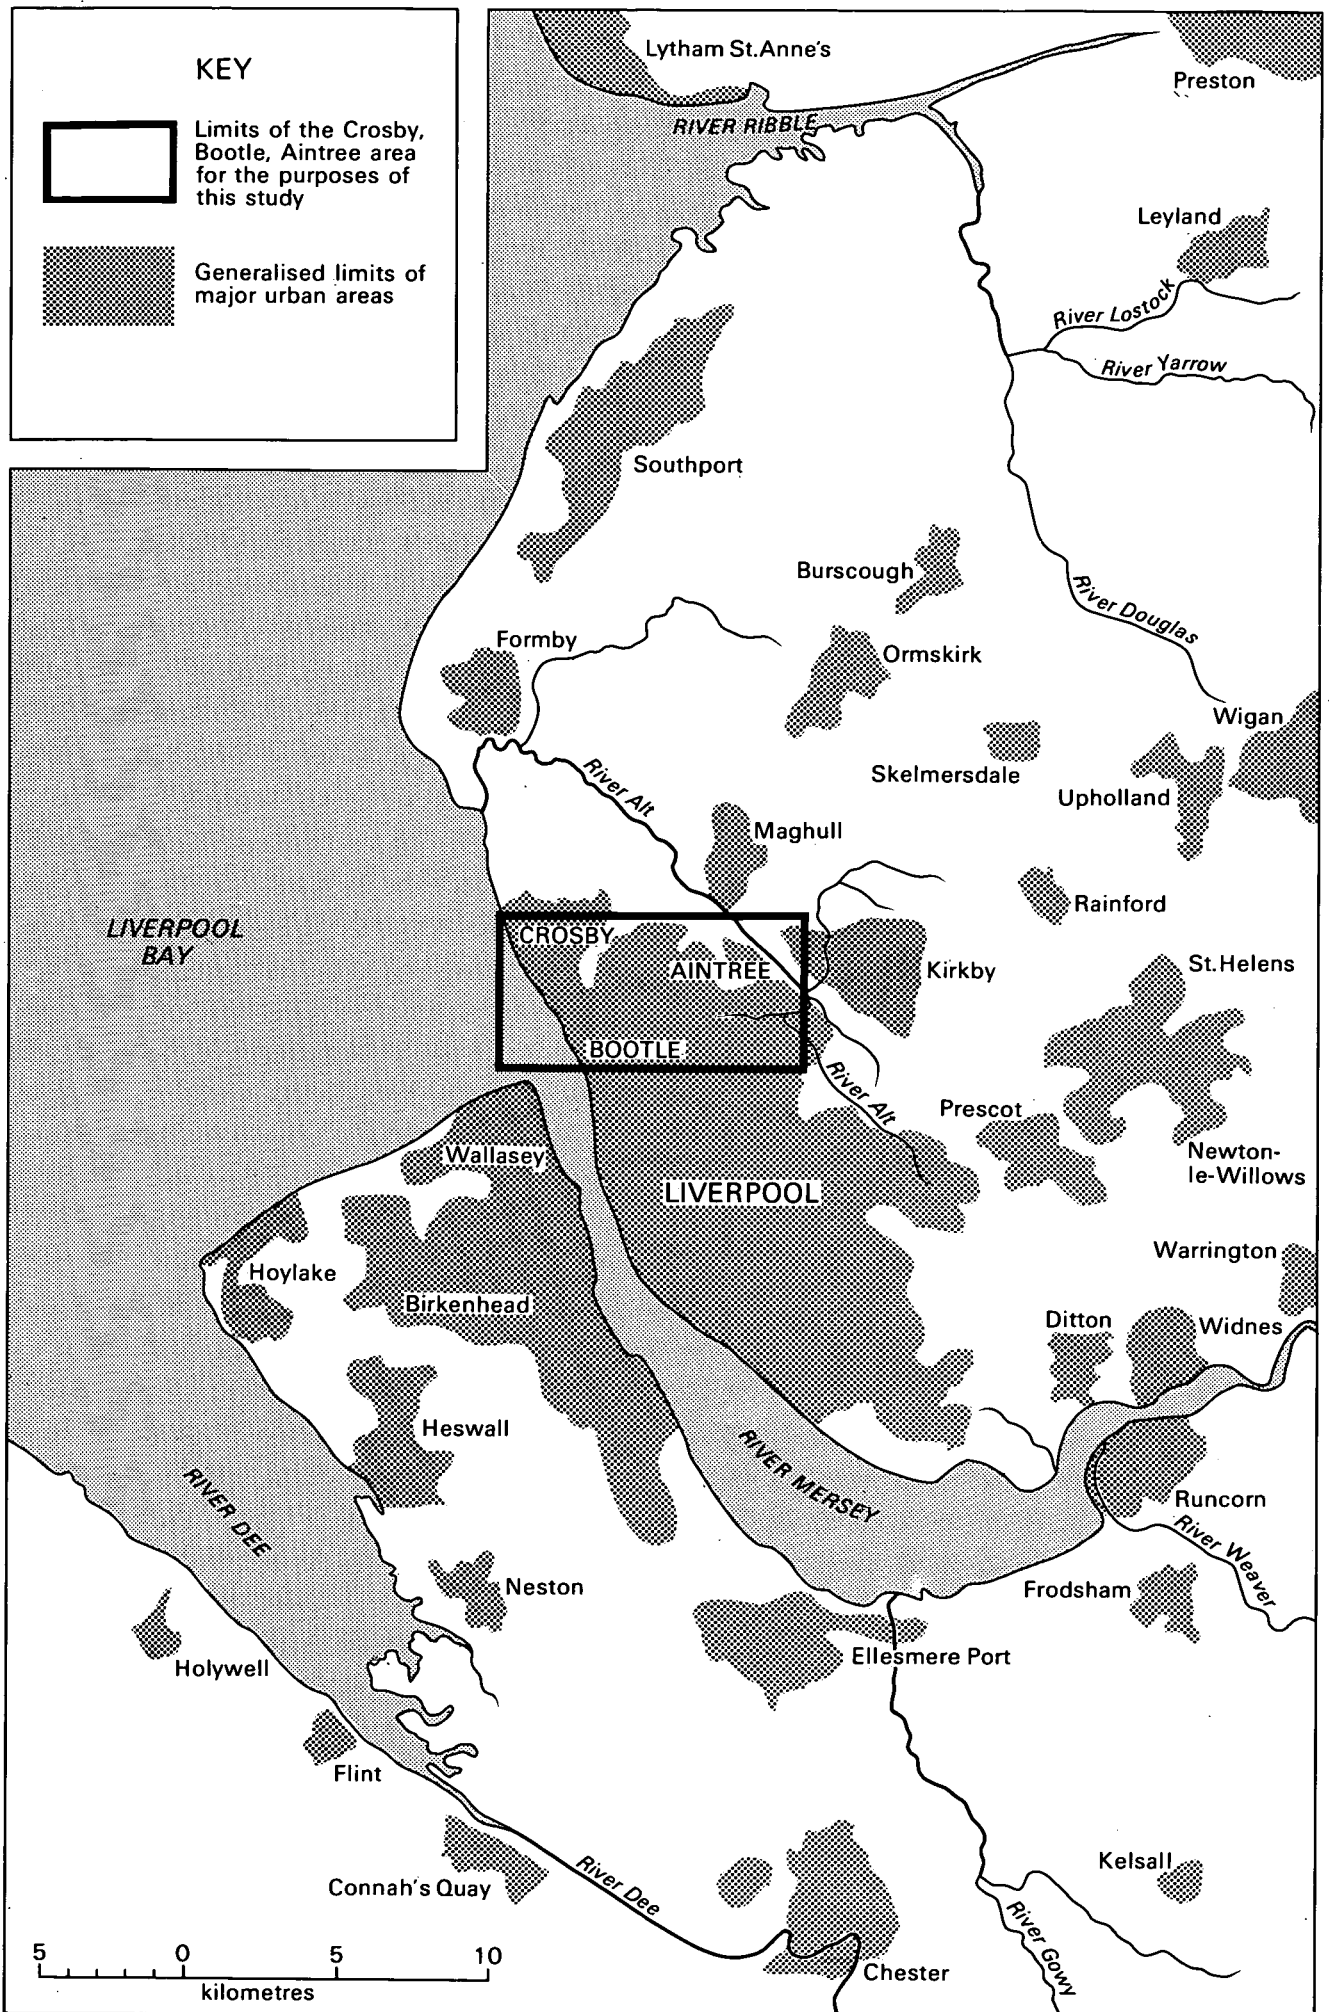 KEY
Limits of the Crosby,
Bootle, Aintree area
for the purposes of
this study
Generalised limits of
major urban areas
Lytham St.Anne's
Preston
RIVER RIBBLE
Leyland
River Lostock
River Yarrow
Southport
Burscough
River Douglas
Formby
Ormskirk
Wigan
Skelmersdale
Upholland
River Alt
Maghull
Rainford
LIVERPOOL
BAY
CROSBY
AINTREE
Kirkby
St.Helens
BOOTLE
River Alt
Prescot
Newton-
le-Willows
Wallasey
LIVERPOOL
Warrington
Hoylake
Birkenhead
Ditton
Widnes
Heswall
RIVER MERSEY
RIVER DEE
Runcorn
River Weaver
Neston
Frodsham
Holywell
Ellesmere Port
Flint
Connah's Quay
River Dee
Kelsall
River Gowy
Chester
5 0 5 10
kilometres